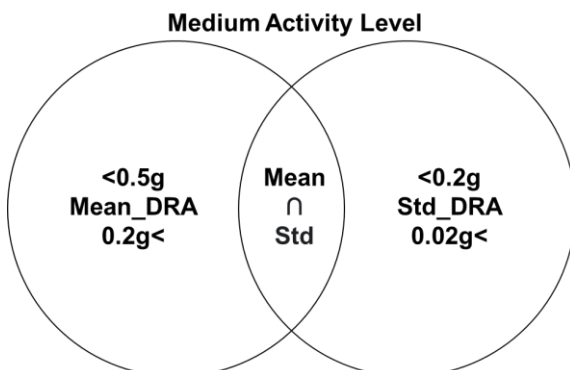 Medium Activity Level
<0.5g
Mean_DRA
0.2g<
Mean
∩
Std
<0.2g
Std_DRA
0.02g<